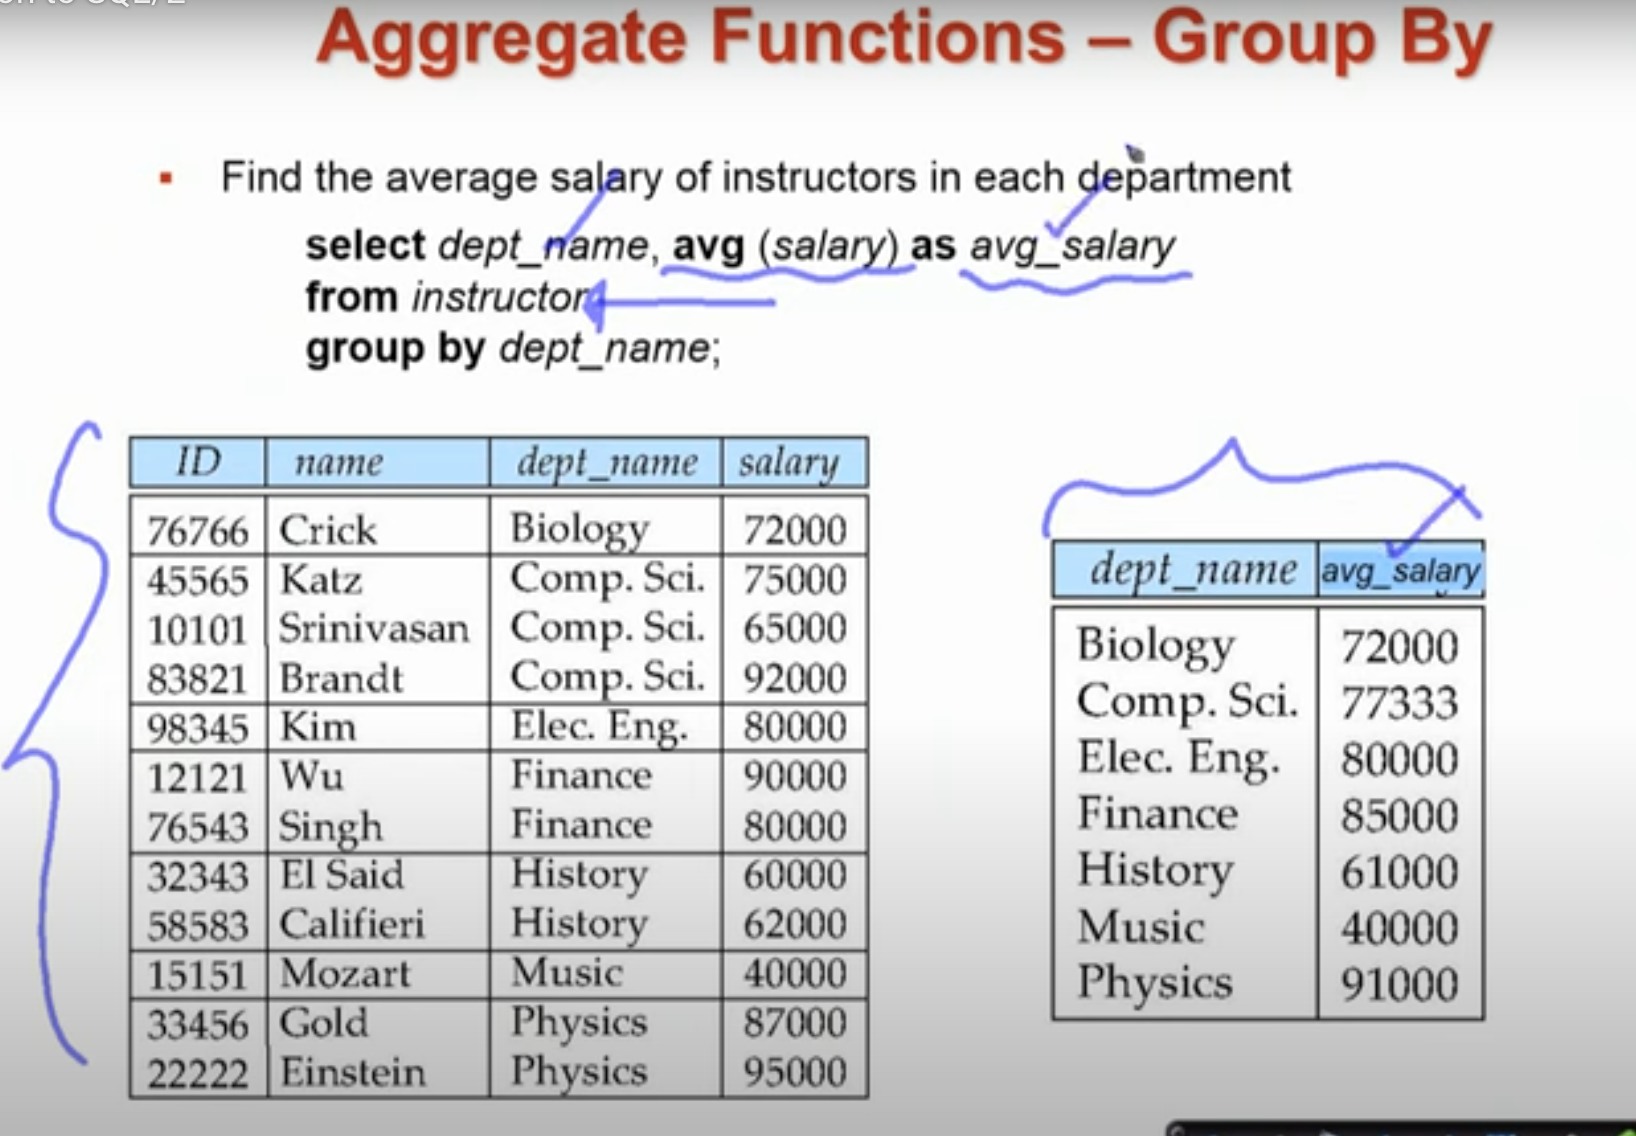 Aggregate Functions – Group By
▪ Find the average salary of instructors in each department
select dept_name, avg (salary) as avg_salary
from instructor
group by dept_name;
ID name dept_name salary
76766 Crick Biology 72000
45565 Katz Comp. Sci. 75000
10101 Srinivasan Comp. Sci. 65000
83821 Brandt Comp. Sci. 92000
98345 Kim Elec. Eng. 80000
12121 Wu Finance 90000
76543 Singh Finance 80000
32343 El Said History 60000
58583 Califieri History 62000
15151 Mozart Music 40000
33456 Gold Physics 87000
22222 Einstein Physics 95000
dept_name avg_salary
Biology 72000
Comp. Sci. 77333
Elec. Eng. 80000
Finance 85000
History 61000
Music 40000
Physics 91000